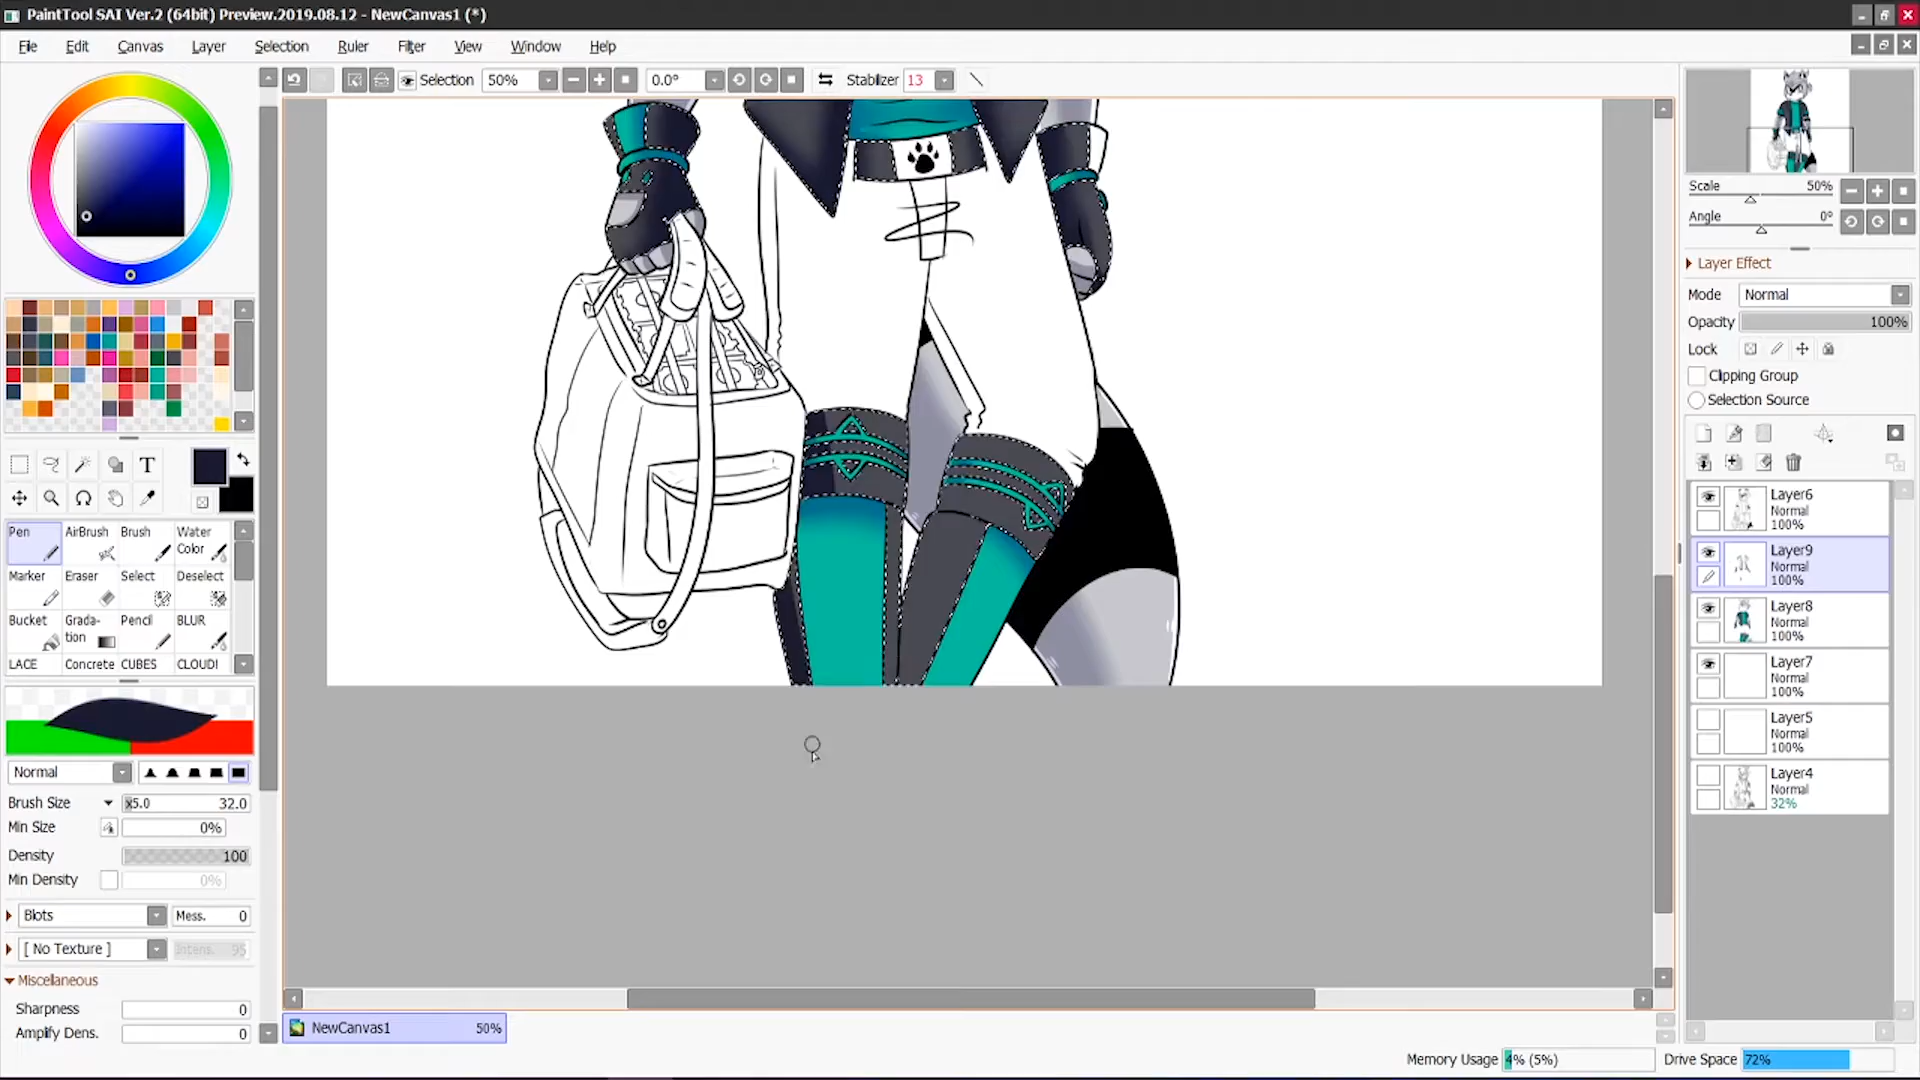 PaintTool SAI Ver.2 (64bit) Preview.2019.08.12 - NewCanvas1 (*)
File Edit Canvas Layer Selection Ruler Filter View Window Help
Selection 50% 0.0° Stabilizer 13
Scale 50%
Angle 0°
Layer Effect
Mode Normal
Opacity 100%
Lock
Clipping Group
Selection Source
T
Pen AirBrush Brush Water Color
Marker Eraser Select Deselect
Bucket Grada-tion Pencil BLUR
LACE Concrete CUBES CLOUD!
Normal
Brush Size x5.0 32.0
Min Size 0%
Density 100
Min Density 0%
Blots Mess. 0
[ No Texture ] Intens. 95
Miscellaneous
Sharpness 0
Amplify Dens. 0
Layer6
Normal
100%
Layer9
Normal
100%
Layer8
Normal
100%
Layer7
Normal
100%
Layer5
Normal
100%
Layer4
Normal
32%
NewCanvas1 50%
Memory Usage 4% (5%) Drive Space 72%